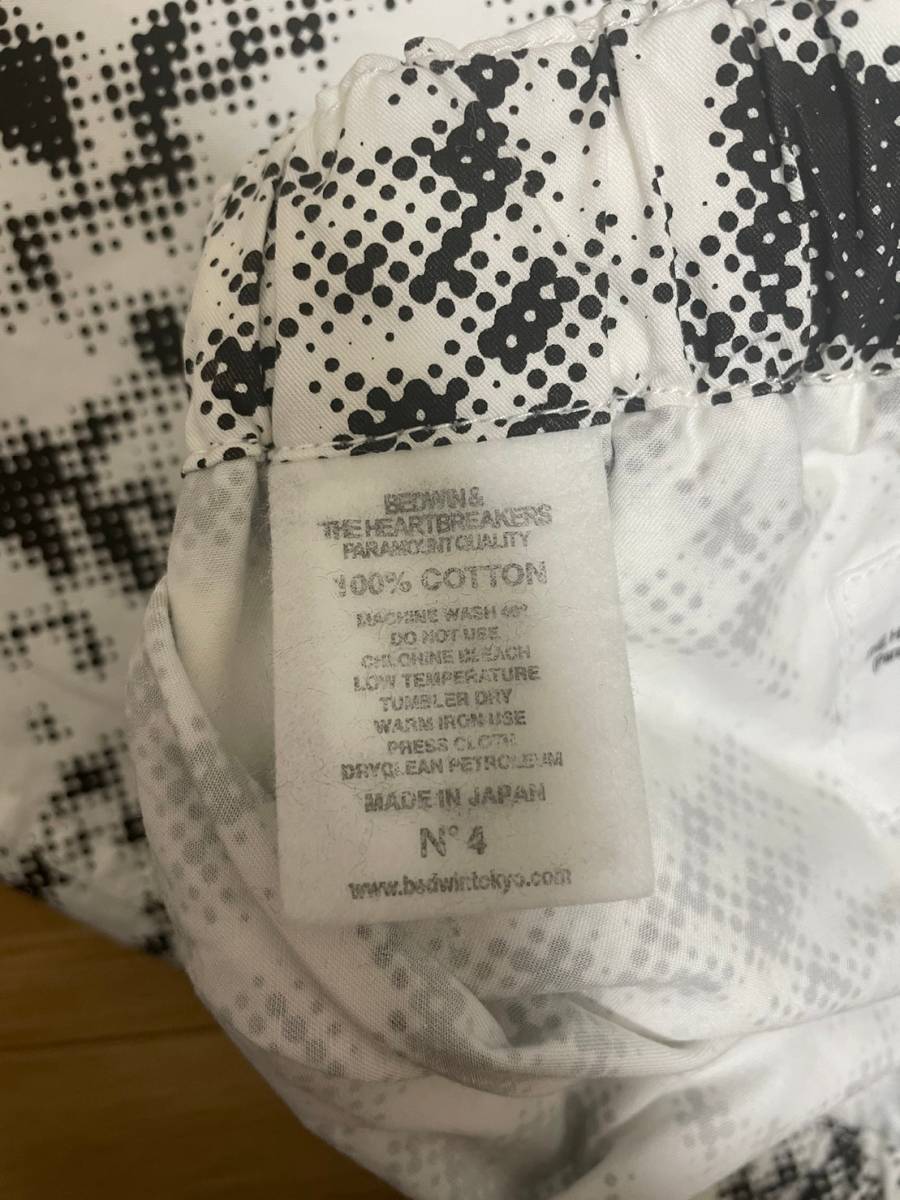 BEDWIN &
THE HEARTBREAKERS
PARAMOUNT QUALITY
100% COTTON
MACHINE WASH 40°
DO NOT USE
CHLOHINE BLEACH
LOW TEMPERATURE
TUMBLER DRY
WARM IRON USE
PRESS CLOTH
DRYCLEAN PETROLEUM
MADE IN JAPAN
N° 4
www.bedwintokyo.com